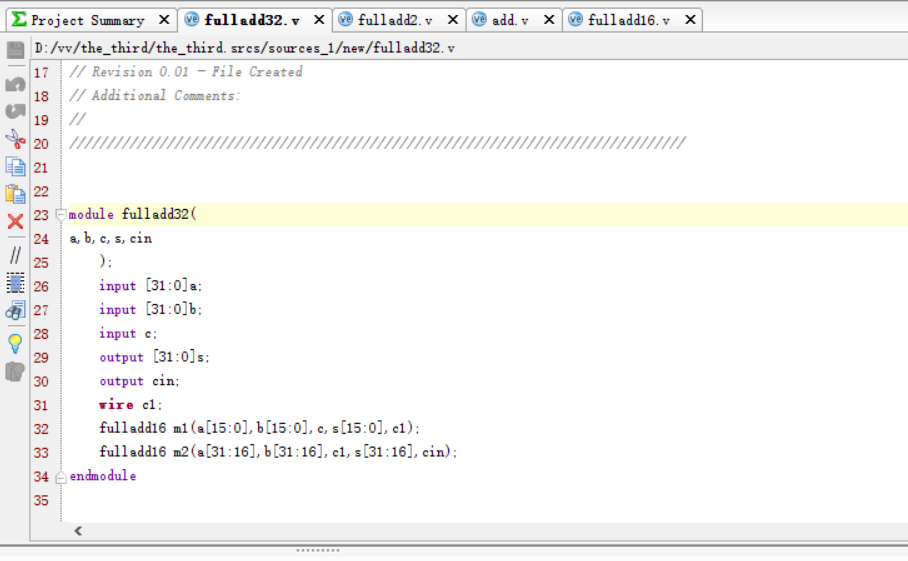 Project Summary × fulladd32.v × fulladd2.v × add.v × fulladd16.v ×
D:/vv/the_third/the_third.srcs/sources_1/new/fulladd32.v
17 // Revision 0.01 - File Created
18 // Additional Comments:
19 //
20 //////////////////////////////////////////////////////////////////////////////////
21
22
23 module fulladd32(
24 a,b,c,s,cin
25 );
26 input [31:0]a;
27 input [31:0]b;
28 input c;
29 output [31:0]s;
30 output cin;
31 wire c1;
32 fulladd16 m1(a[15:0],b[15:0],c,s[15:0],c1);
33 fulladd16 m2(a[31:16],b[31:16],c1,s[31:16],cin);
34 endmodule
35